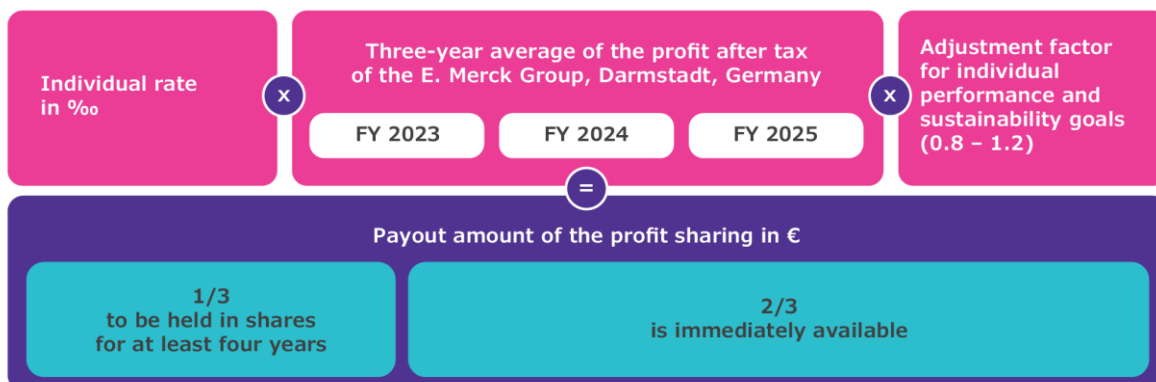 Individual rate
in ‰
x
Three-year average of the profit after tax
of the E. Merck Group, Darmstadt, Germany
FY 2023
FY 2024
FY 2025
x
Adjustment factor
for individual
performance and
sustainability goals
(0.8 – 1.2)
=
Payout amount of the profit sharing in €
1/3
to be held in shares
for at least four years
2/3
is immediately available